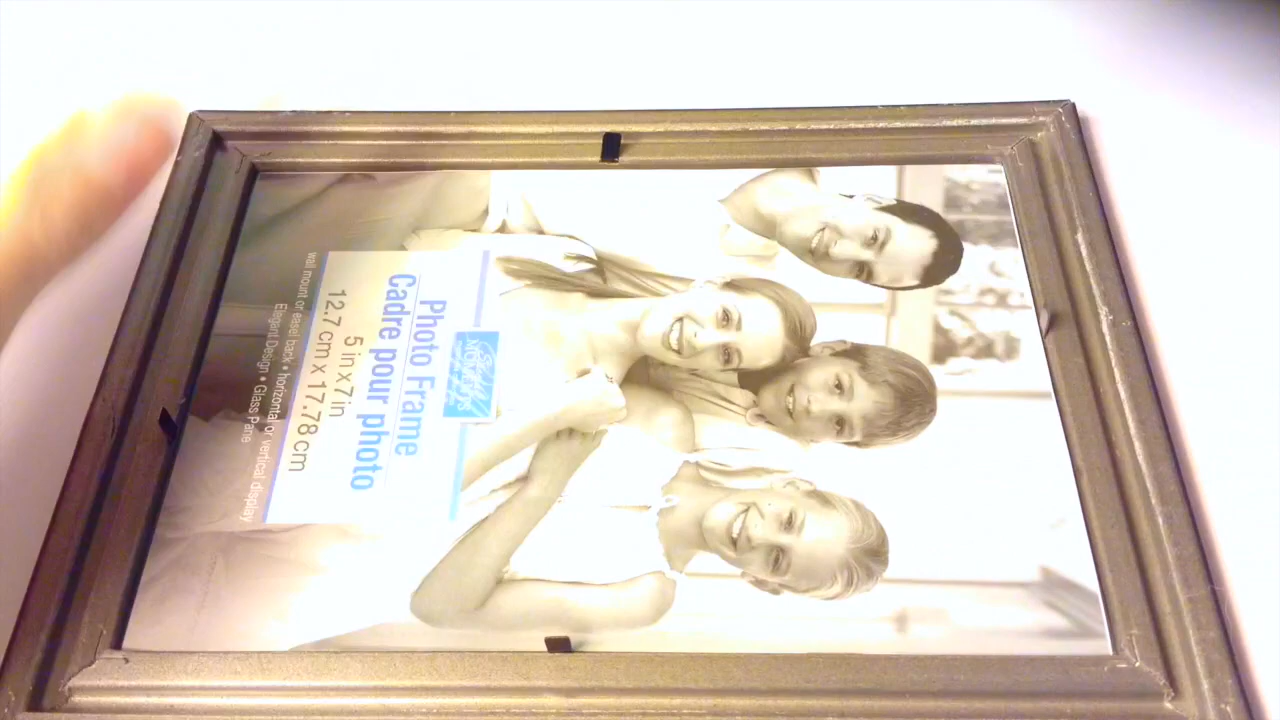 MOMENTS
Photo Frame
Cadre pour photo
5 in x 7 in
12.7 cm x 17.78 cm
wall mount or easel back • horizontal or vertical display
Elegant Design • Glass Pane